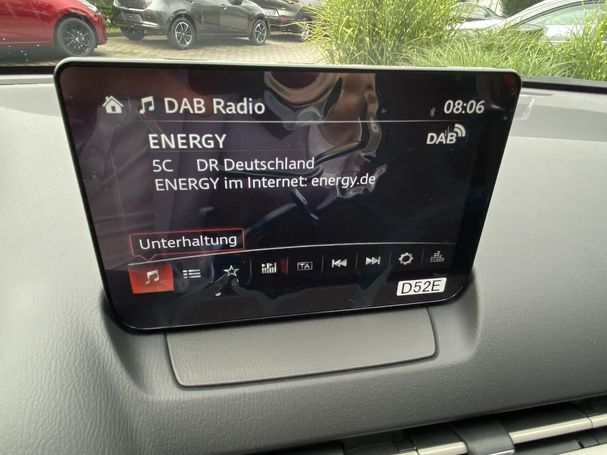 DAB Radio 08:06
ENERGY DAB
5C DR Deutschland
ENERGY im Internet: energy.de
Unterhaltung
TA
D52E